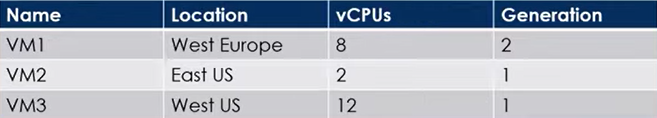 Name Location vCPUs Generation
VM1 West Europe 8 2
VM2 East US 2 1
VM3 West US 12 1